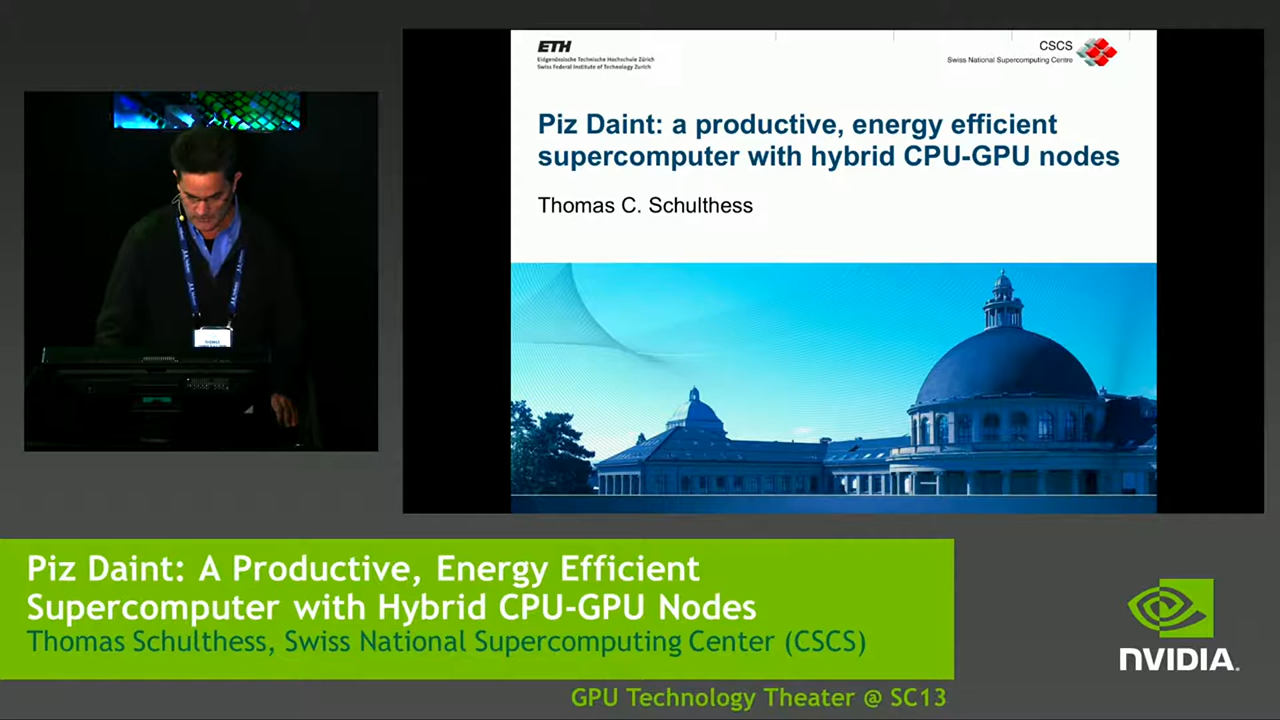 ETH
Eidgenössische Technische Hochschule Zürich
Swiss Federal Institute of Technology Zurich
CSCS
Swiss National Supercomputing Centre
Piz Daint: a productive, energy efficient
supercomputer with hybrid CPU-GPU nodes
Thomas C. Schulthess
Piz Daint: A Productive, Energy Efficient
Supercomputer with Hybrid CPU-GPU Nodes
Thomas Schulthess, Swiss National Supercomputing Center (CSCS)
NVIDIA.
GPU Technology Theater @ SC13